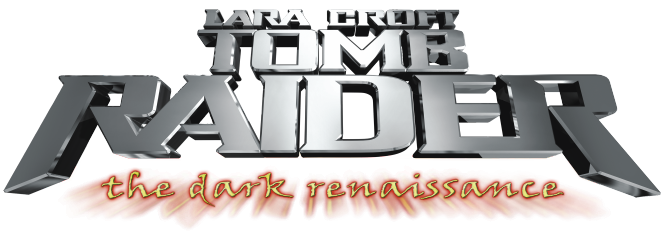 LARA CROFT
TOMB
RAIDER
the dark renaissance